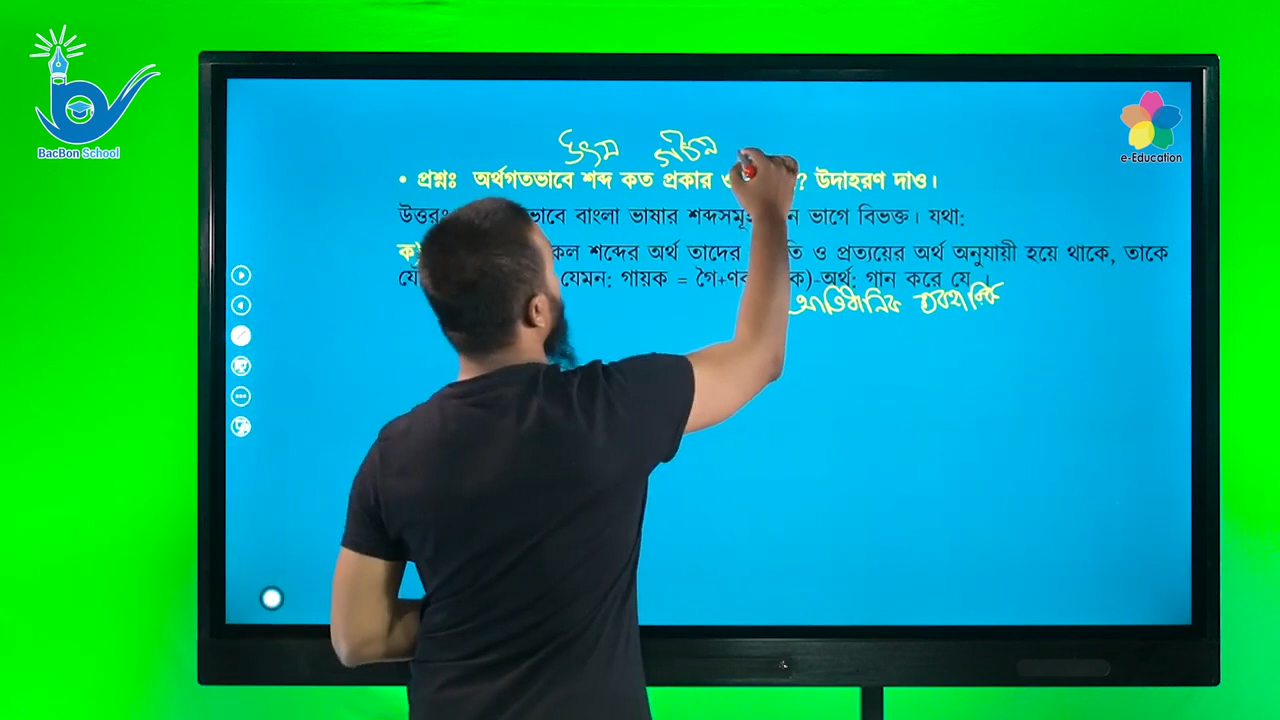 BacBon School
e-Education
উৎস গঠন
• প্রশ্নঃ অর্থগতভাবে শব্দ কত প্রকার ? উদাহরণ দাও।
উত্তরঃ ভাবে বাংলা ভাষার শব্দসমূহ ভাগে বিভক্ত। যথা:
শব্দের অর্থ তাদের ও প্রত্যয়ের অর্থ অনুযায়ী হয়ে থাকে, তাকে
যেমন: গায়ক = গৈ+ণক -অর্থ: গান করে যে ।
আভিধানিক ব্যবহারিক